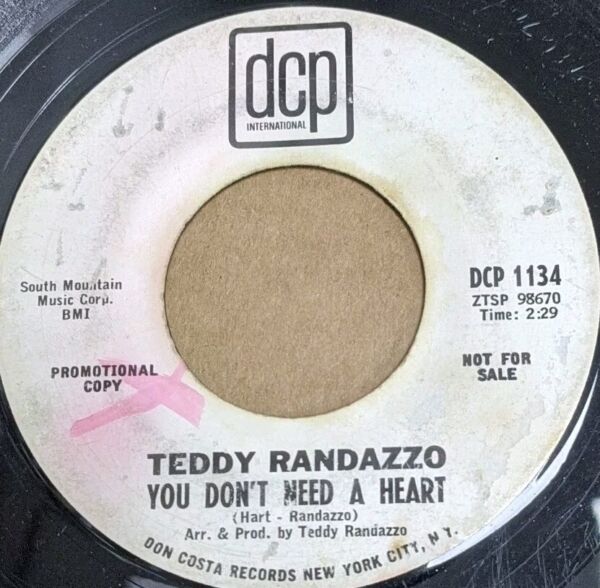 dcp
INTERNATIONAL
South Mountain
Music Corp.
BMI
DCP 1134
ZTSP 98670
Time: 2:29
PROMOTIONAL
COPY
NOT FOR
SALE
TEDDY RANDAZZO
YOU DON'T NEED A HEART
(Hart - Randazzo)
Arr. & Prod. by Teddy Randazzo
DON COSTA RECORDS NEW YORK CITY, N.Y.